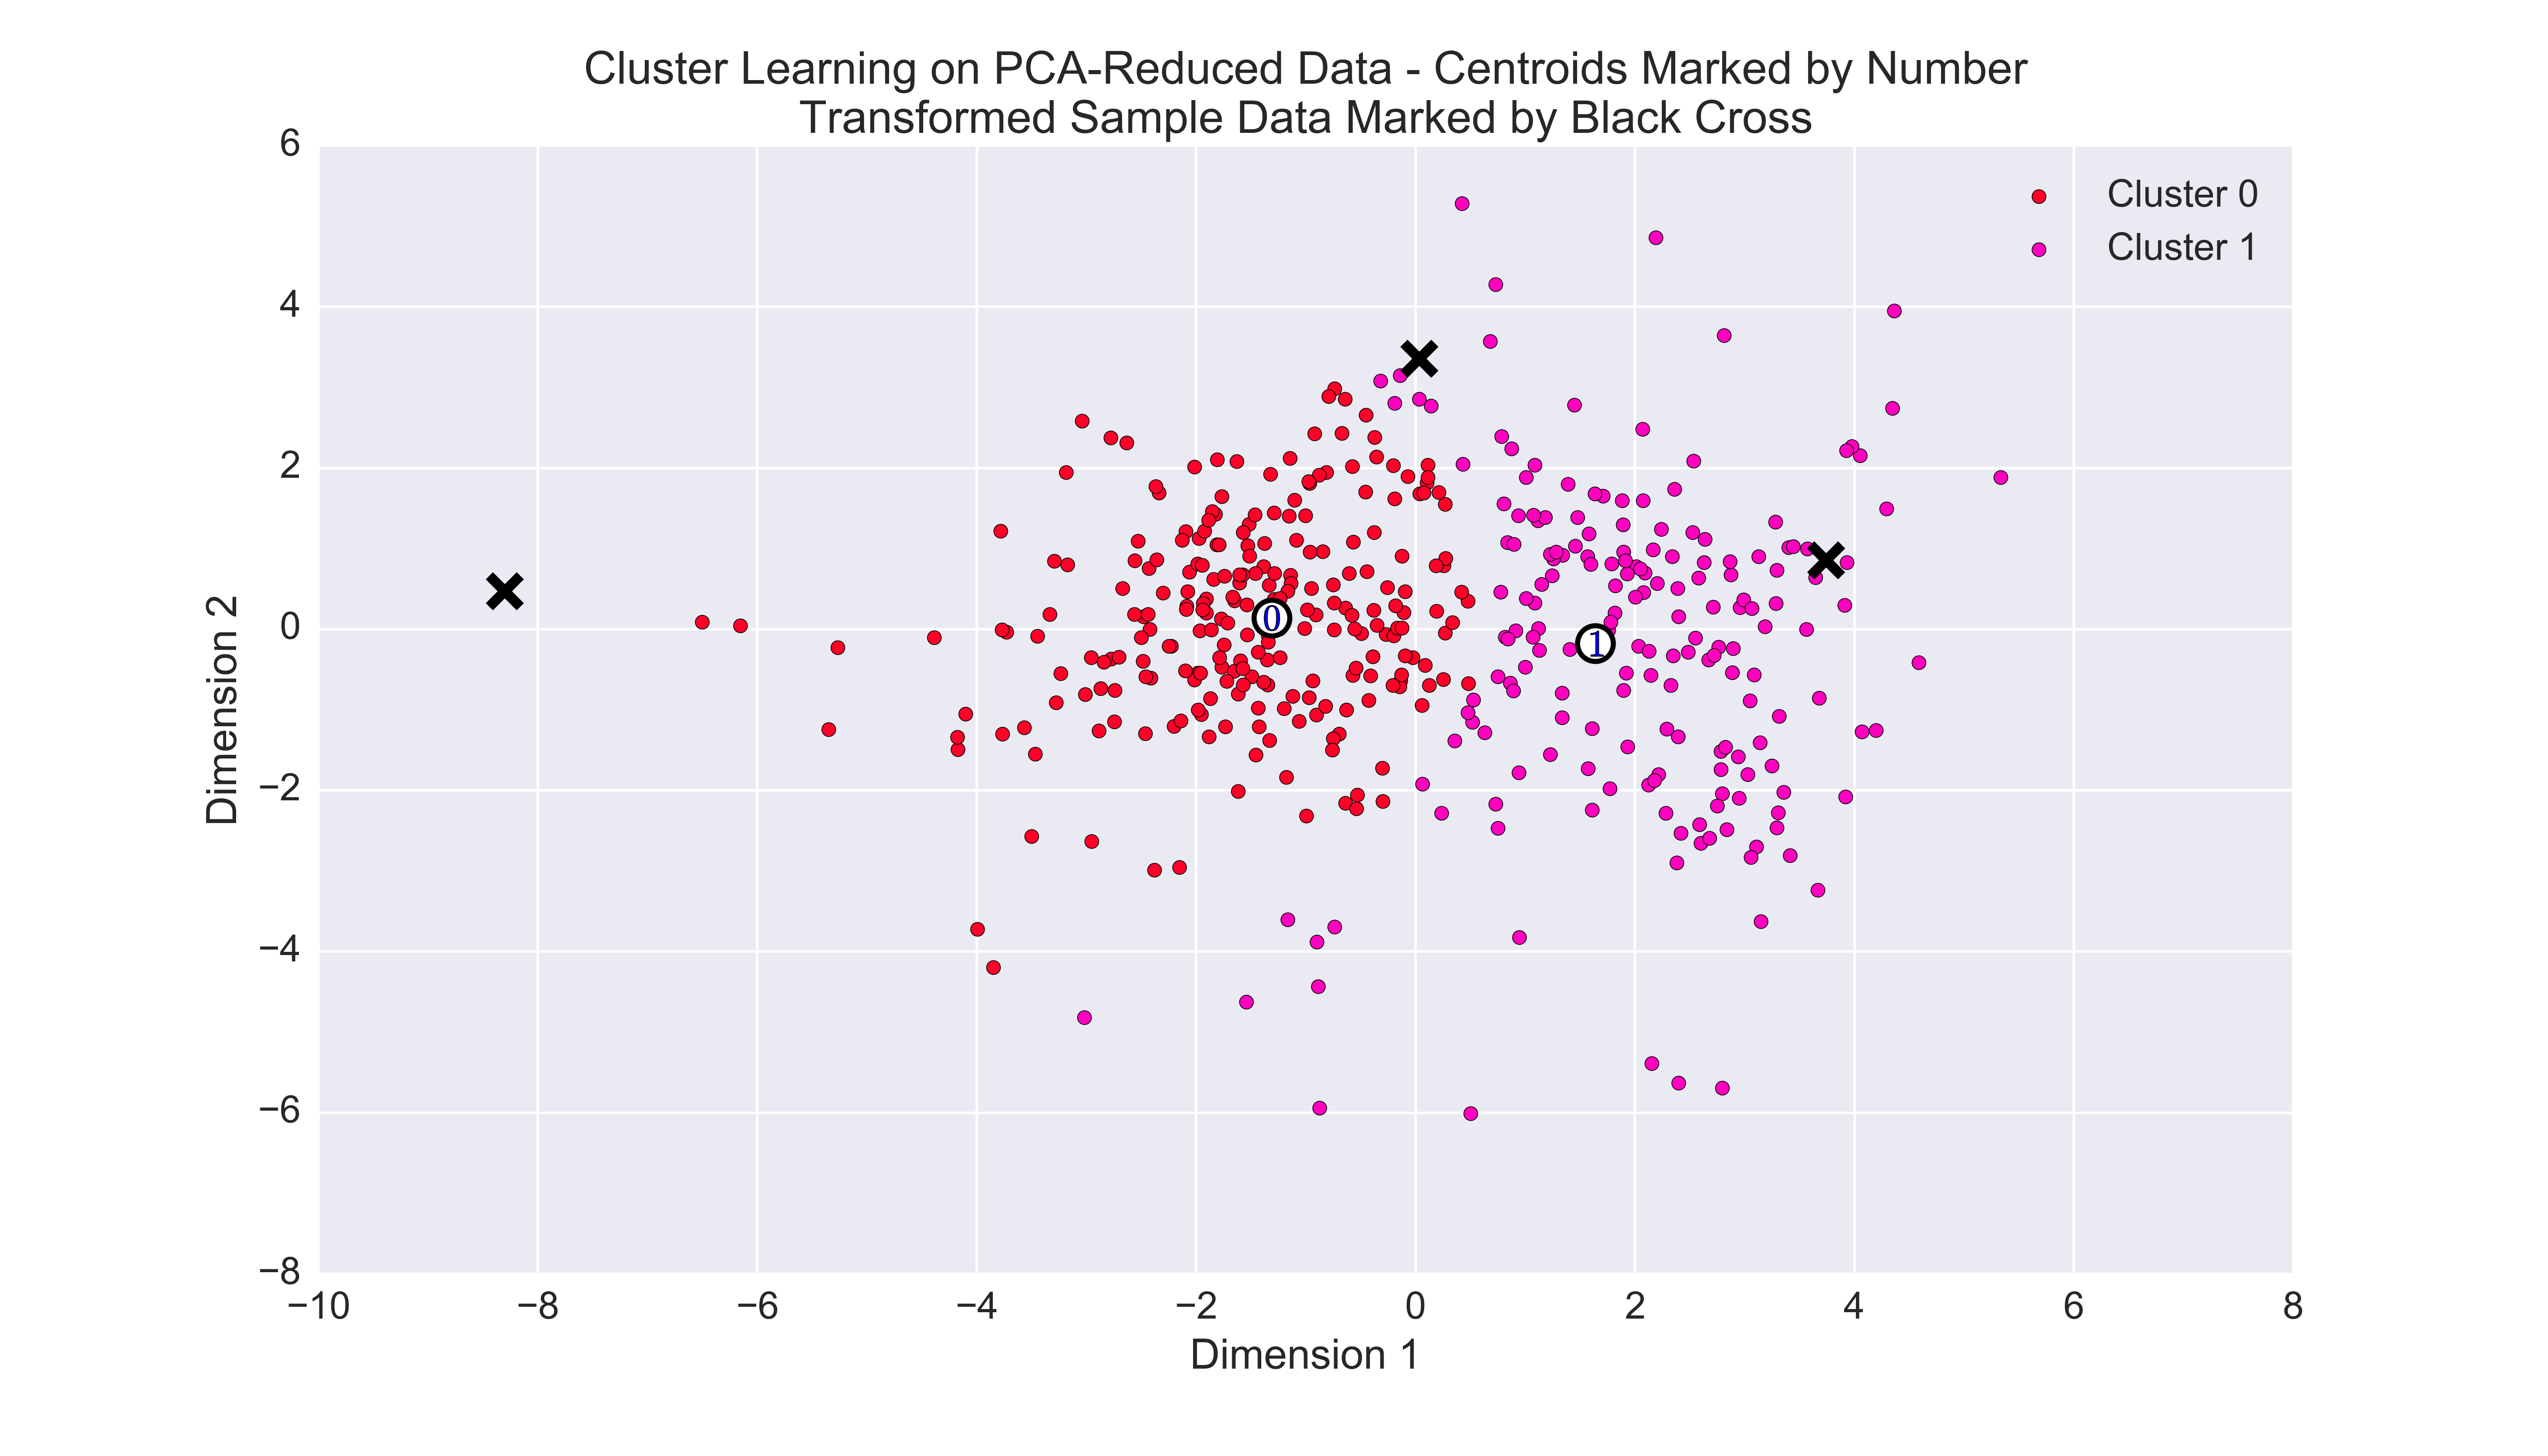 Cluster Learning on PCA-Reduced Data - Centroids Marked by Number
Transformed Sample Data Marked by Black Cross
6
4
2
0
−2
−4
−6
−8
Dimension 2
Cluster 0
Cluster 1
0
1
−10 −8 −6 −4 −2 0 2 4 6 8
Dimension 1